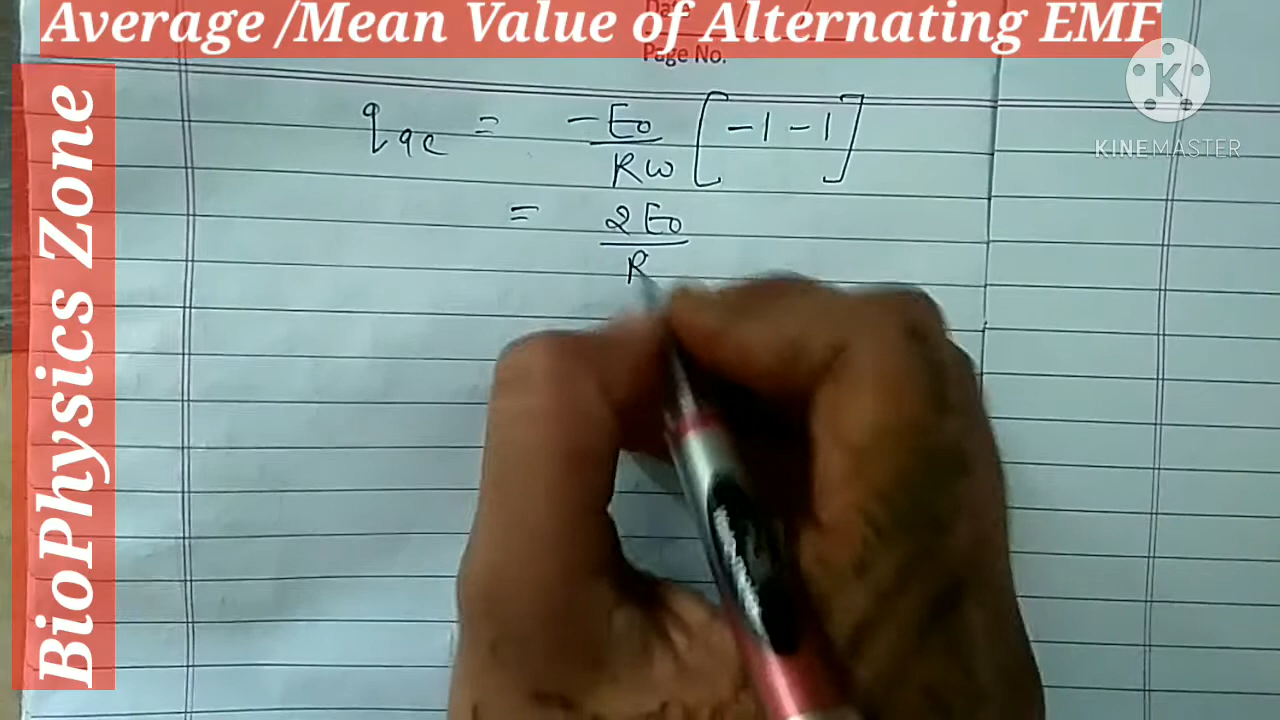 Average /Mean Value of Alternating EMF
Page No.
BioPhysics Zone
K
KINEMASTER
q_ac = -E₀/Rω [-1-1]
= 2E₀/R